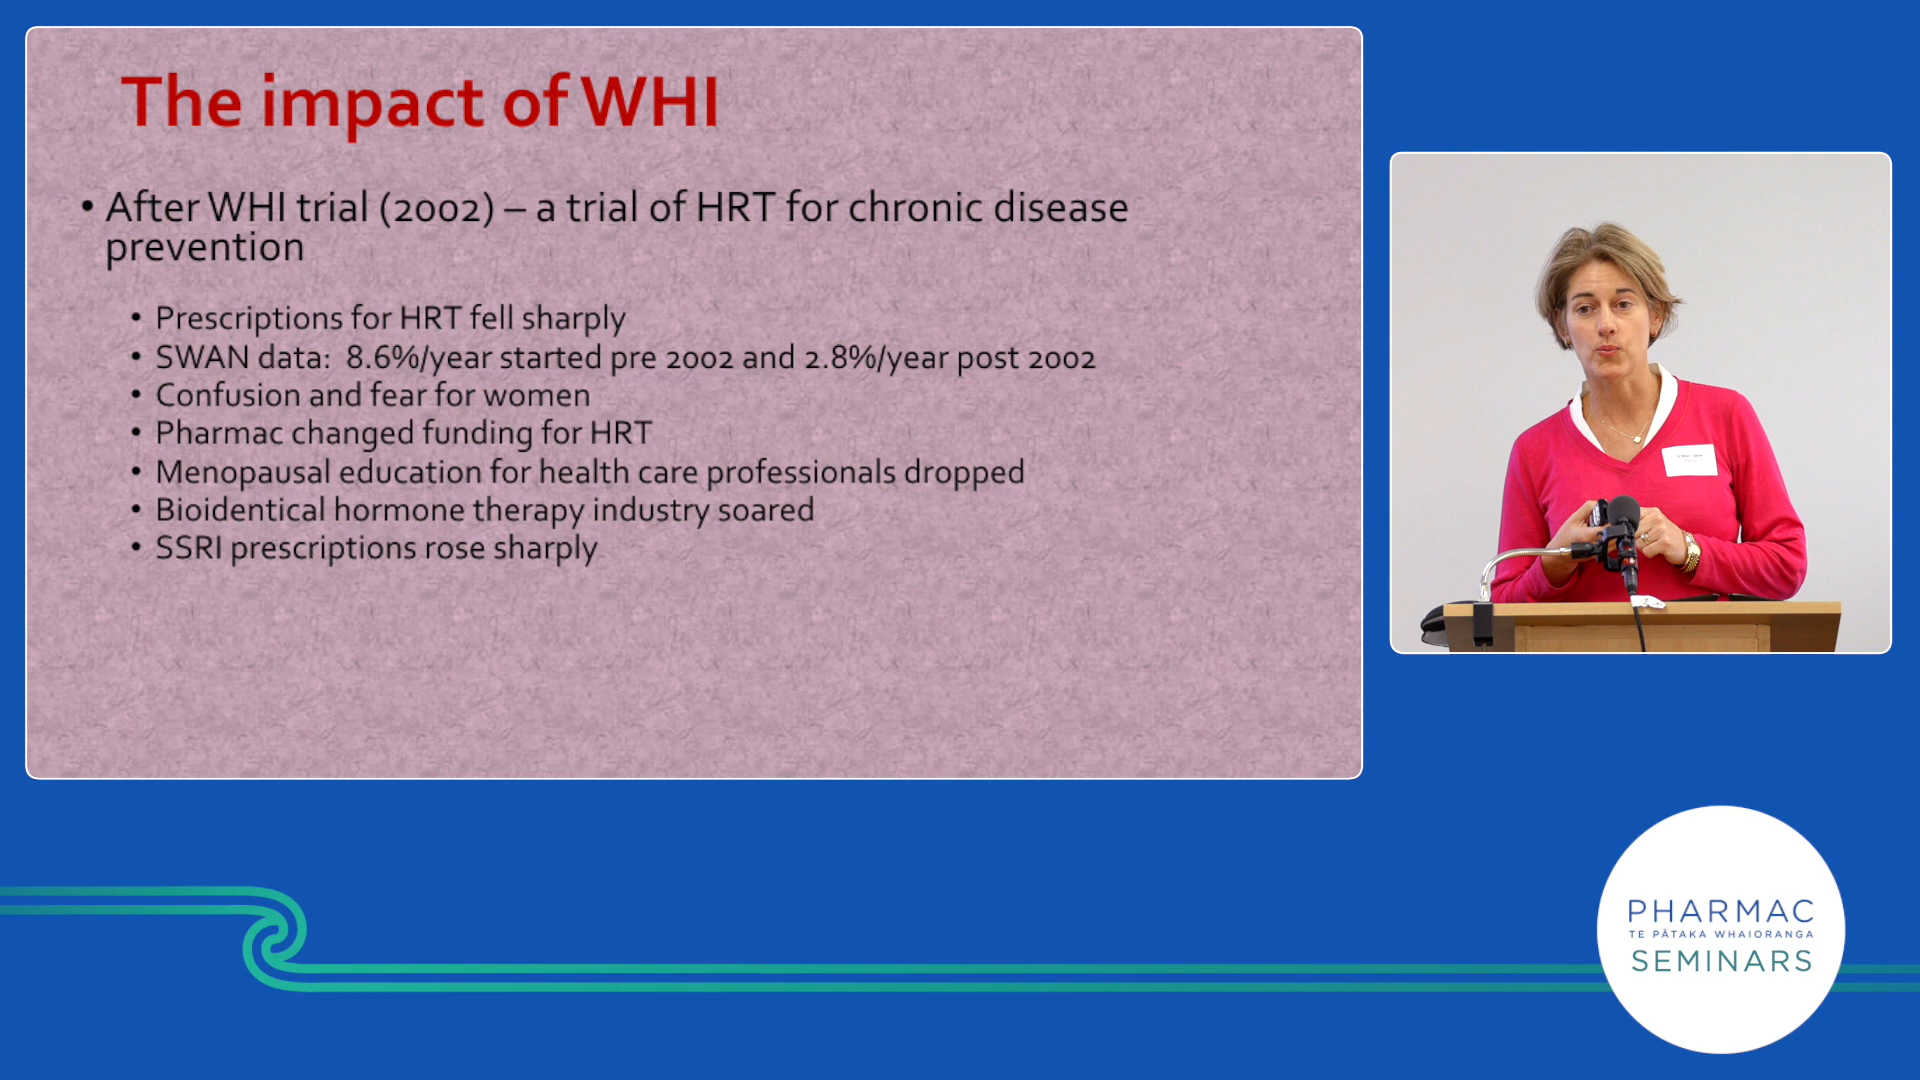 The impact of WHI
• After WHI trial (2002) – a trial of HRT for chronic disease
prevention
• Prescriptions for HRT fell sharply
• SWAN data: 8.6%/year started pre 2002 and 2.8%/year post 2002
• Confusion and fear for women
• Pharmac changed funding for HRT
• Menopausal education for health care professionals dropped
• Bioidentical hormone therapy industry soared
• SSRI prescriptions rose sharply
PHARMAC
TE PĀTAKA WHAIORANGA
SEMINARS